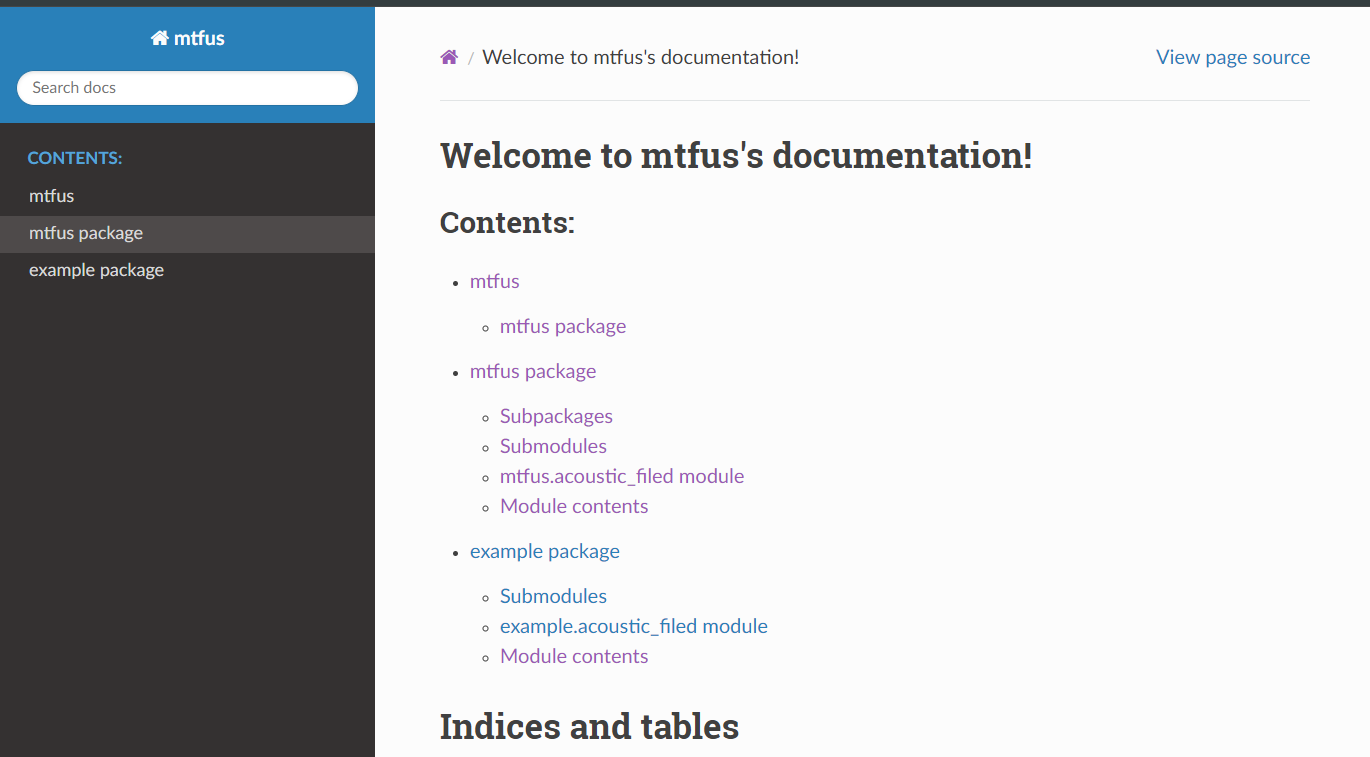 mtfus
Search docs
CONTENTS:
mtfus
mtfus package
example package
/ Welcome to mtfus's documentation!
View page source
Welcome to mtfus's documentation!
Contents:
mtfus
mtfus package
mtfus package
Subpackages
Submodules
mtfus.acoustic_filed module
Module contents
example package
Submodules
example.acoustic_filed module
Module contents
Indices and tables